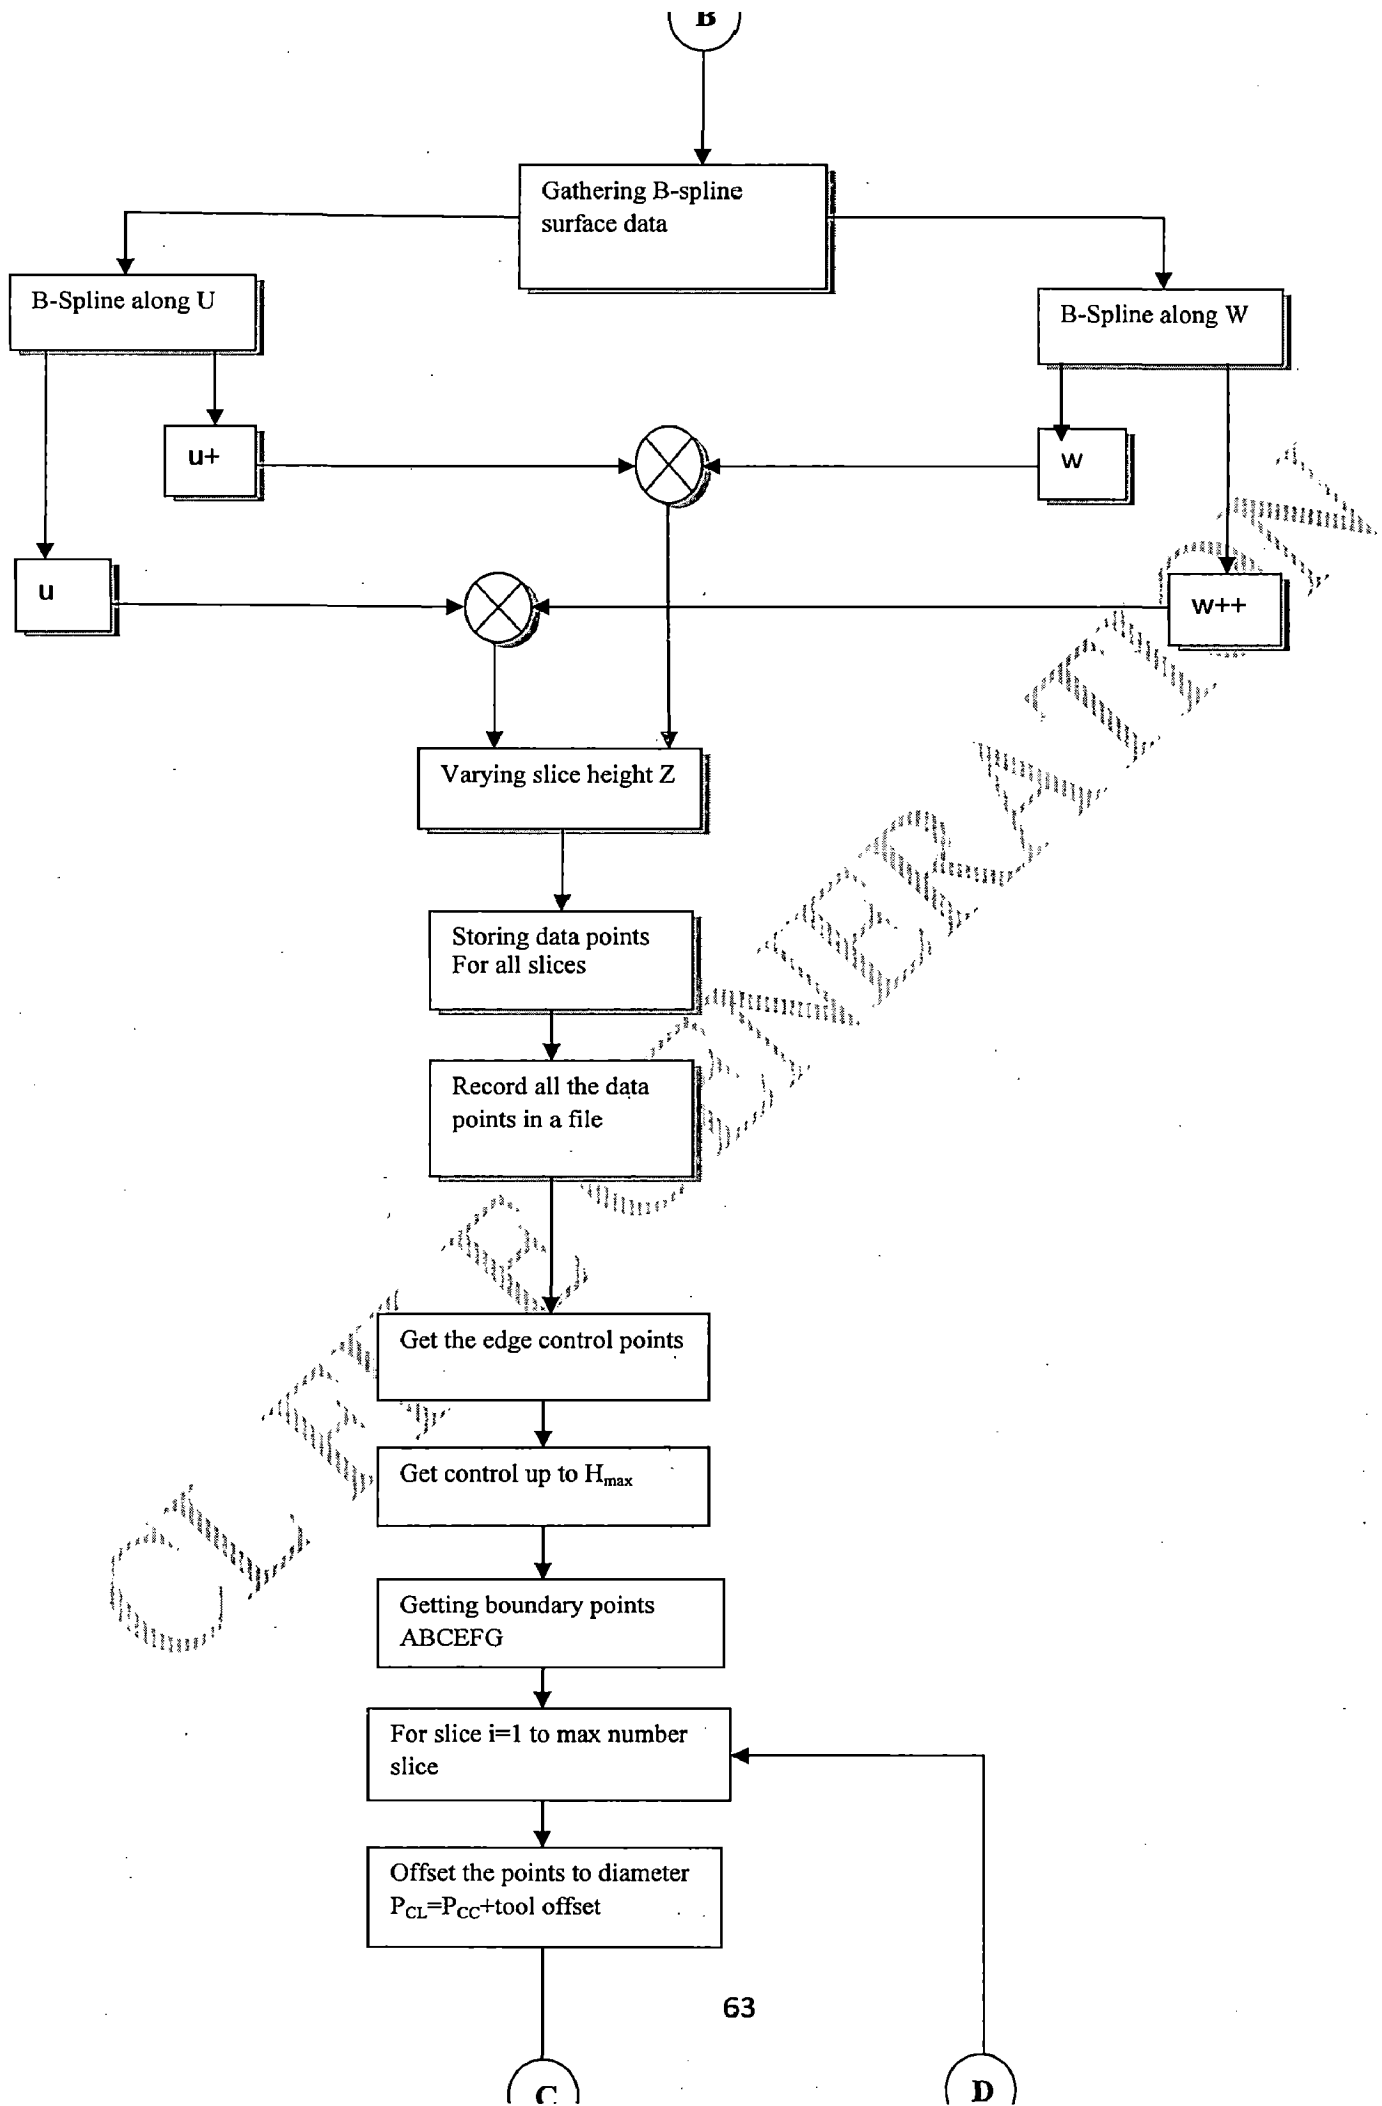 B
Gathering B-spline
surface data
B-Spline along U
B-Spline along W
u+
w
u
w++
Varying slice height Z
Storing data points
For all slices
Record all the data
points in a file
Get the edge control points
Get control up to Hmax
Getting boundary points
ABCEFG
For slice i=1 to max number
slice
Offset the points to diameter
PCL=PCC+tool offset
63
C
D